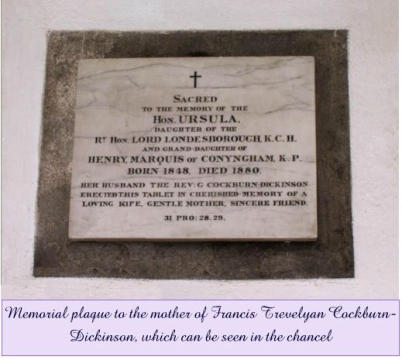 SACRED
TO THE MEMORY OF THE
HON. URSULA,
DAUGHTER OF THE
RT HON. LORD LONDESBOROUGH, K.C.H.
AND GRAND-DAUGHTER OF
HENRY, MARQUIS OF CONYNGHAM, K.P.
BORN 1848. DIED 1880.
HER HUSBAND THE REV: G COCKBURN-DICKINSON
ERECTED THIS TABLET IN CHERISHED MEMORY OF A
LOVING WIFE, GENTLE MOTHER, SINCERE FRIEND.
31 PRO: 28. 29.
Memorial plaque to the mother of Francis Trevelyan Cockburn-
Dickinson, which can be seen in the chancel